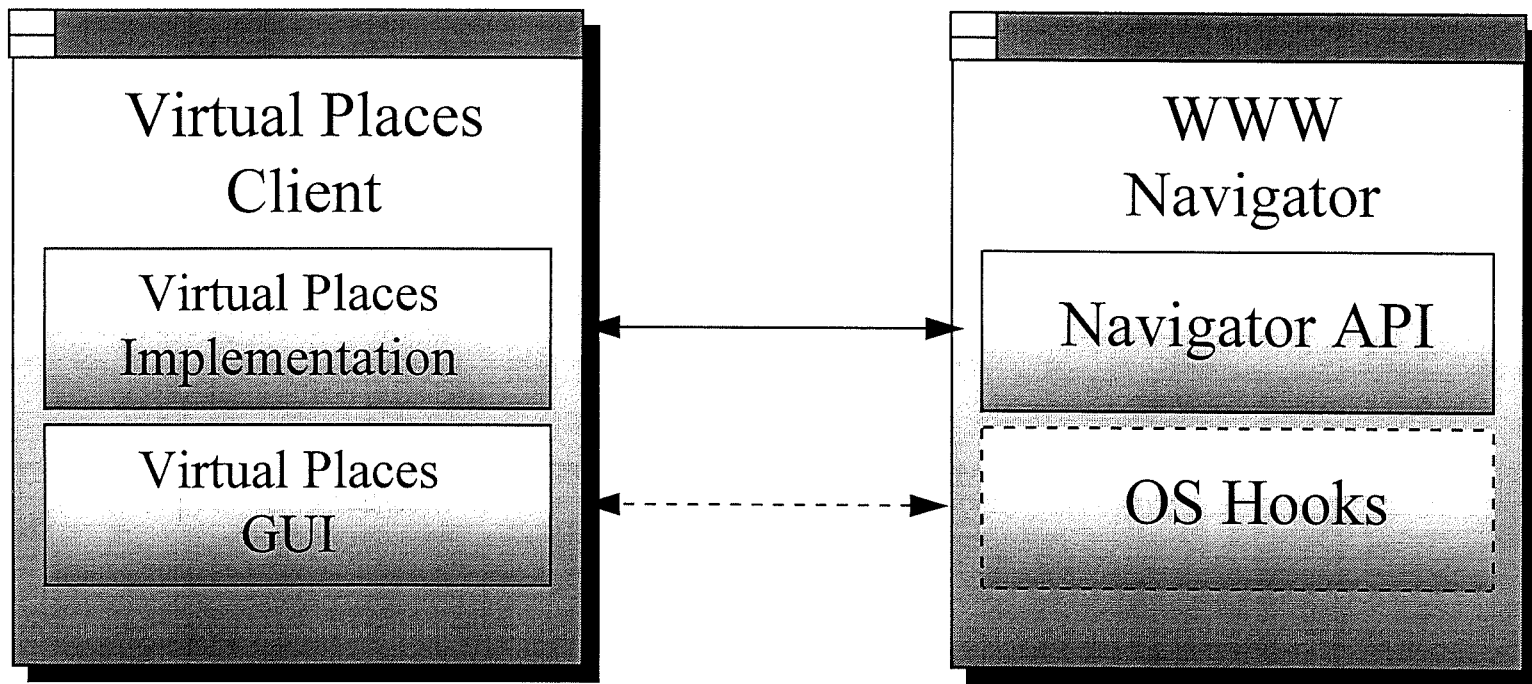 Virtual Places
Client
Virtual Places
Implementation
Virtual Places
GUI
WWW
Navigator
Navigator API
OS Hooks